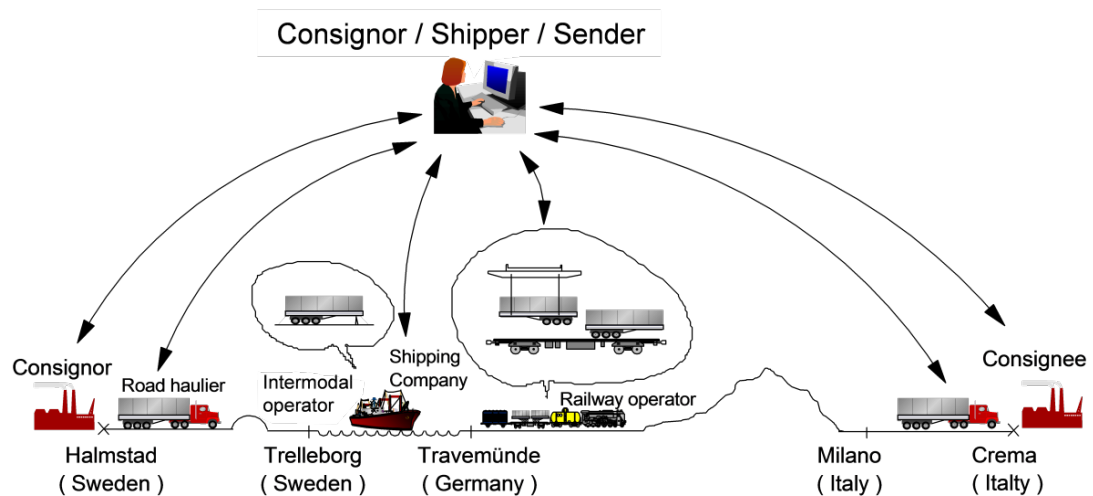 Consignor / Shipper / Sender
Consignor
Road haulier
Intermodal
operator
Shipping
Company
Railway operator
Consignee
Halmstad
( Sweden )
Trelleborg
( Sweden )
Travemünde
( Germany )
Milano
( Italy )
Crema
( Italty )